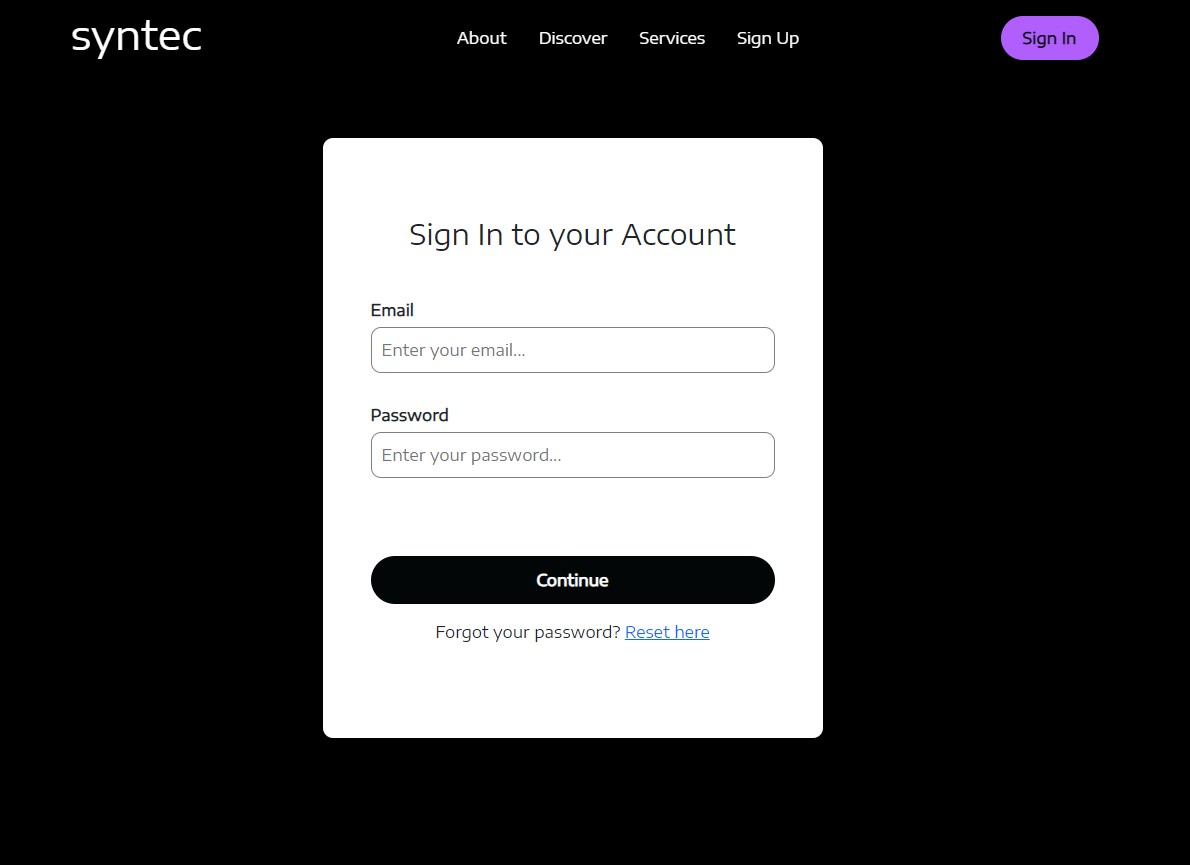 syntec
About Discover Services Sign Up
Sign In
Sign In to your Account
Email
Enter your email...
Password
Enter your password...
Continue
Forgot your password? Reset here